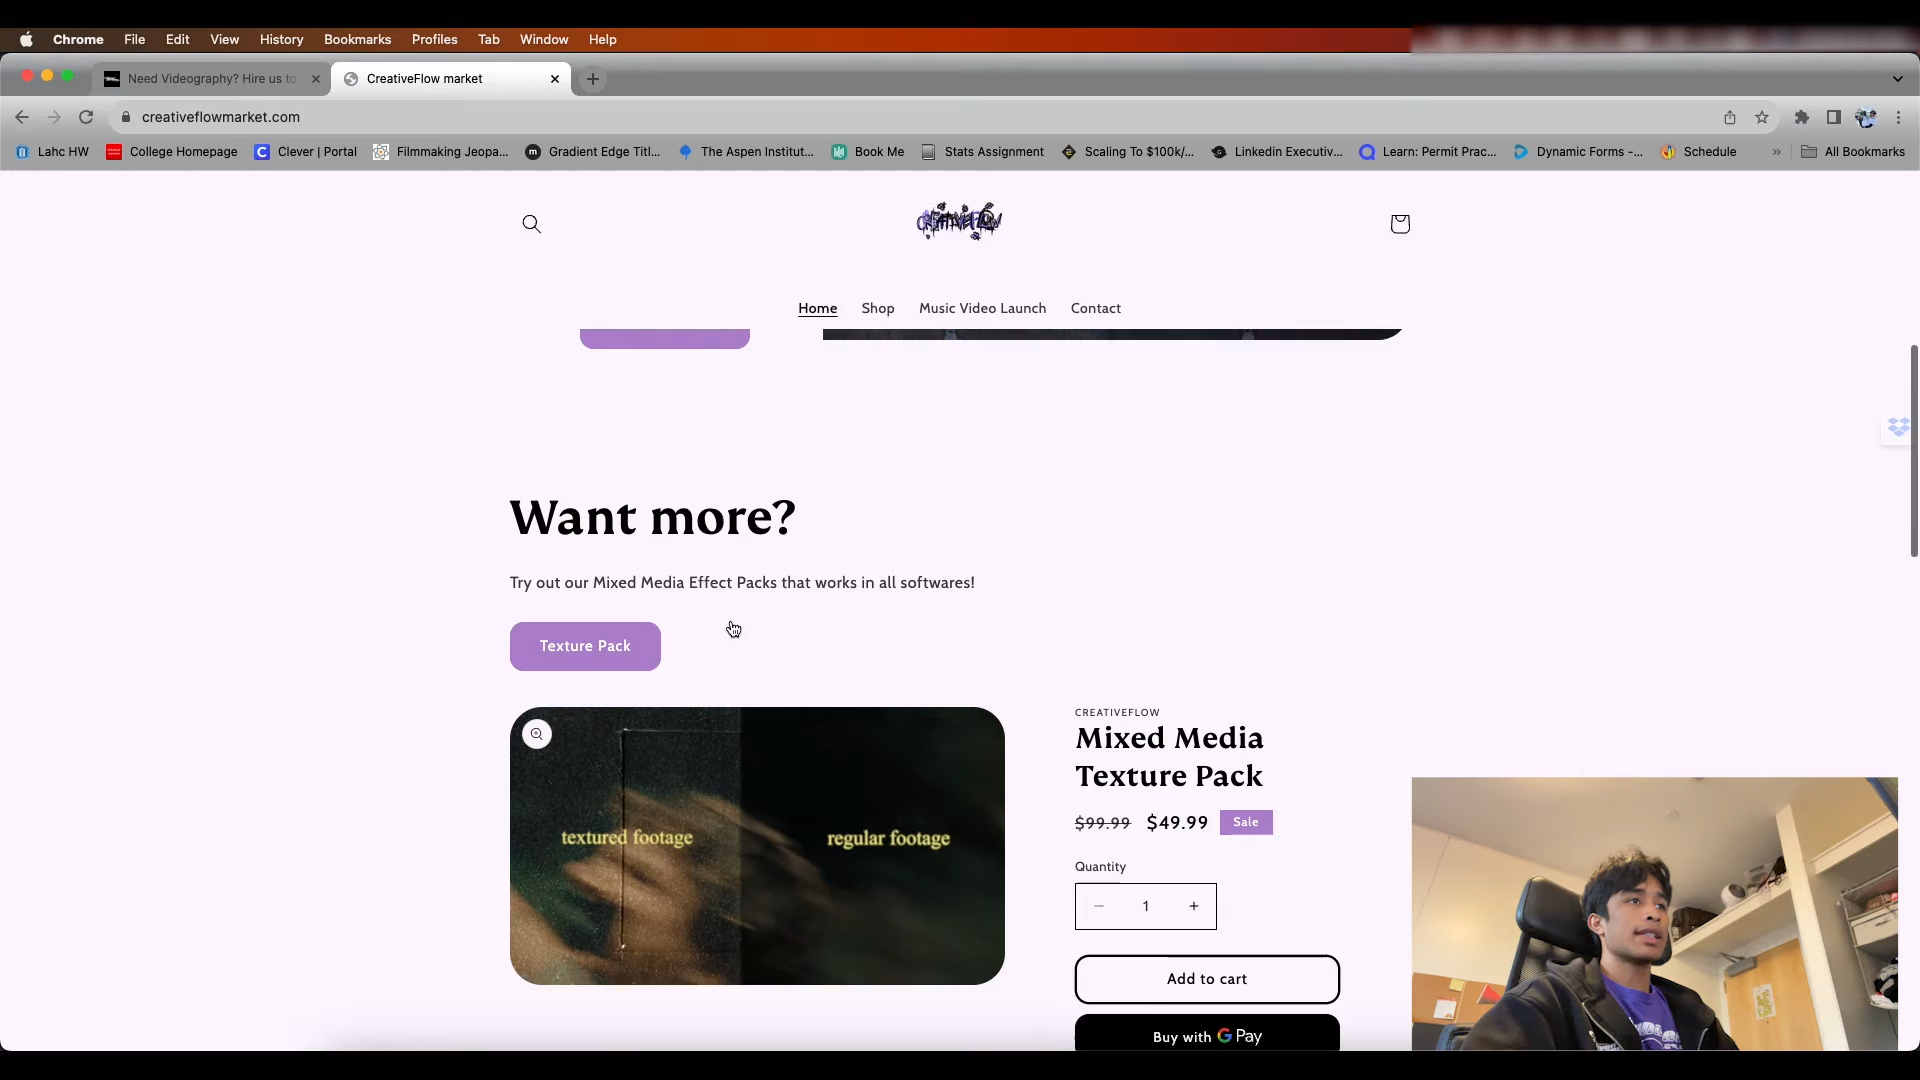 Chrome File Edit View History Bookmarks Profiles Tab Window Help
Need Videography? Hire us to
CreativeFlow market
creativeflowmarket.com
Lahc HW College Homepage Clever | Portal Filmmaking Jeopa... Gradient Edge Titl... The Aspen Institut... Book Me Stats Assignment Scaling To $100k/... Linkedin Executiv... Learn: Permit Prac... Dynamic Forms -... Schedule » All Bookmarks
CREATIVEFLOW
Home Shop Music Video Launch Contact
Want more?
Try out our Mixed Media Effect Packs that works in all softwares!
Texture Pack
textured footage
regular footage
CREATIVEFLOW
Mixed Media
Texture Pack
$99.99 $49.99 Sale
Quantity
− 1 +
Add to cart
Buy with G Pay